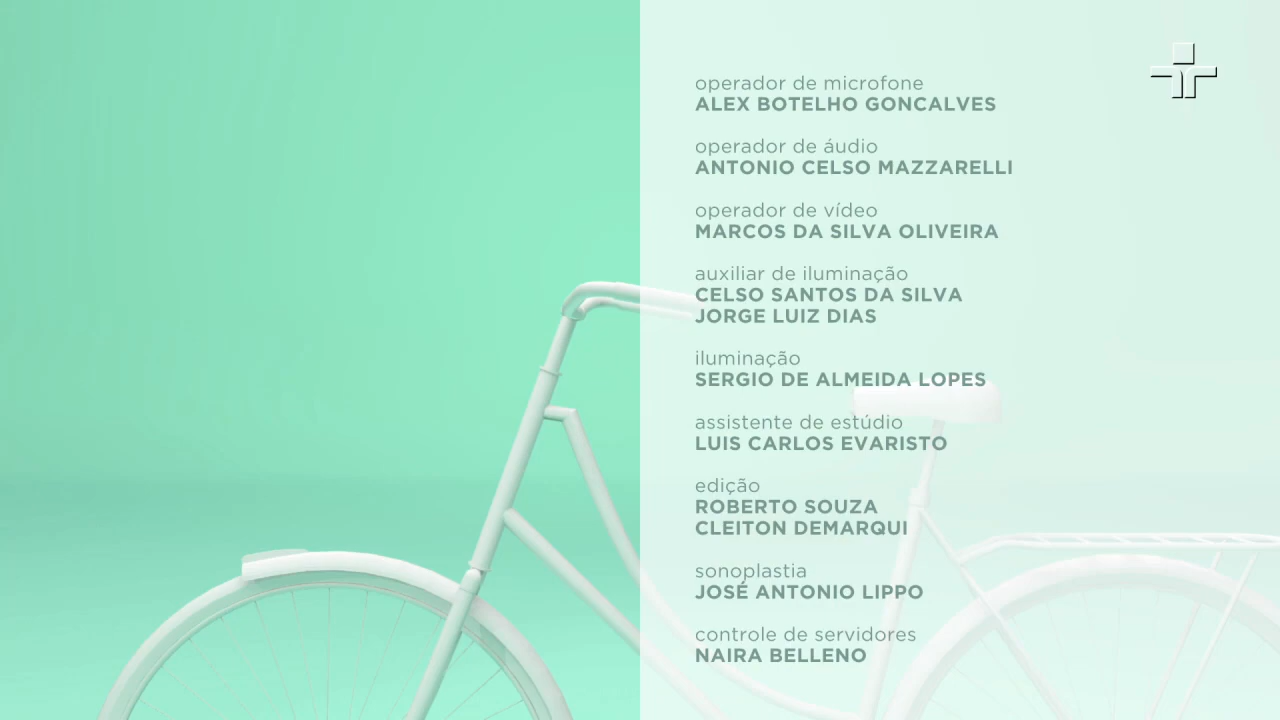 operador de microfone
ALEX BOTELHO GONCALVES
operador de áudio
ANTONIO CELSO MAZZARELLI
operador de vídeo
MARCOS DA SILVA OLIVEIRA
auxiliar de iluminação
CELSO SANTOS DA SILVA
JORGE LUIZ DIAS
iluminação
SERGIO DE ALMEIDA LOPES
assistente de estúdio
LUIS CARLOS EVARISTO
edição
ROBERTO SOUZA
CLEITON DEMARQUI
sonoplastia
JOSÉ ANTONIO LIPPO
controle de servidores
NAIRA BELLENO